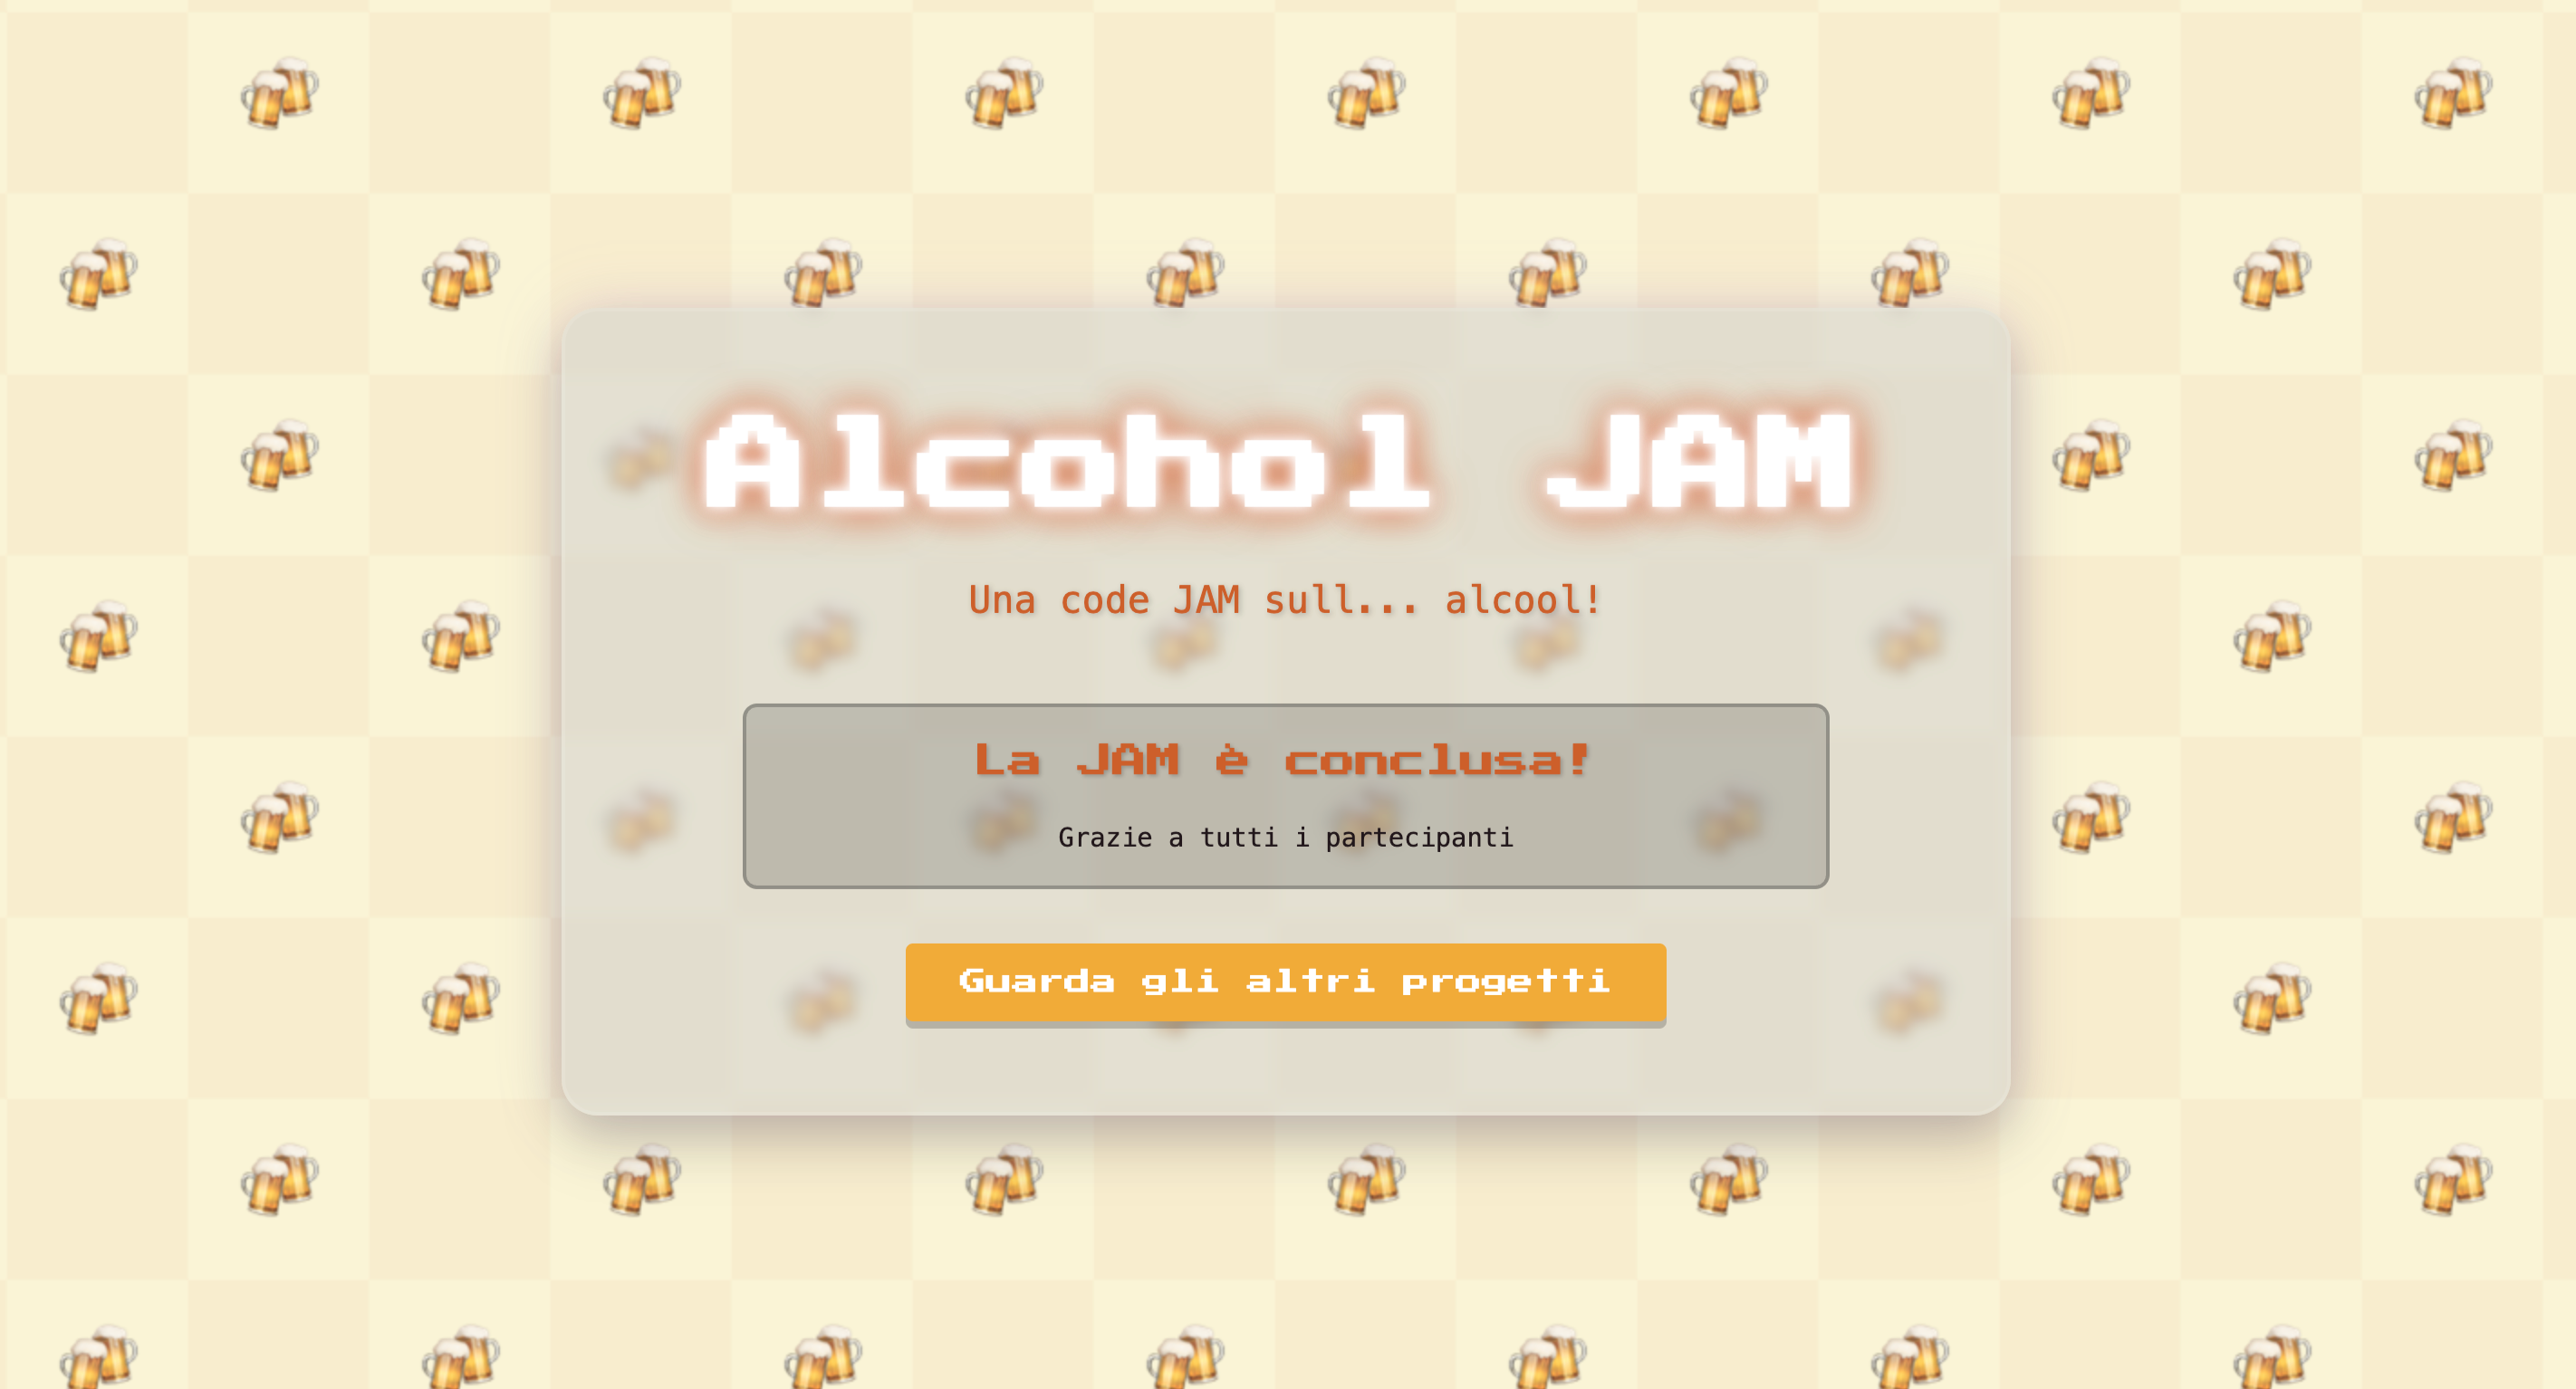 Alcohol JAM
Una code JAM sull... alcool!
La JAM è conclusa!
Grazie a tutti i partecipanti
Guarda gli altri progetti